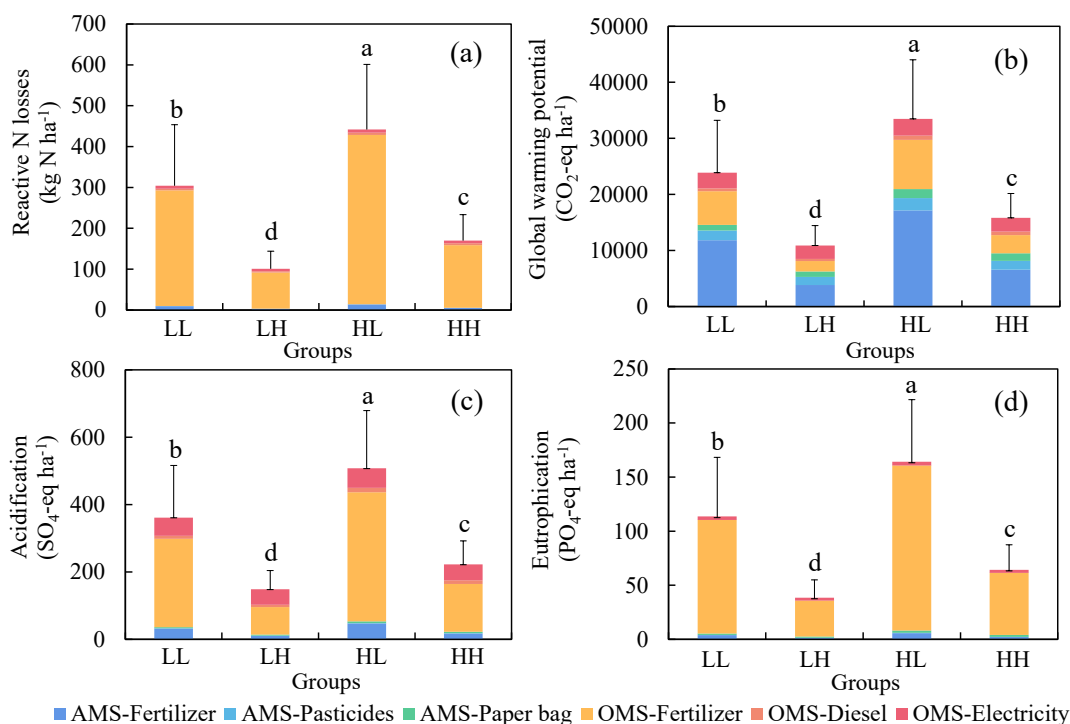 Reactive N losses
(kg N ha⁻¹)
700
600
500
400
300
200
100
0
(a)
b
d
a
c
LL LH HL HH
Groups
Global warming potential
(CO₂-eq ha⁻¹)
50000
40000
30000
20000
10000
0
(b)
b
d
a
c
LL LH HL HH
Groups
Acidification
(SO₄-eq ha⁻¹)
800
600
400
200
0
(c)
b
d
a
c
LL LH HL HH
Groups
Eutrophication
(PO₄-eq ha⁻¹)
250
200
150
100
50
0
(d)
b
d
a
c
LL LH HL HH
Groups
AMS-Fertilizer AMS-Pasticides AMS-Paper bag OMS-Fertilizer OMS-Diesel OMS-Electricity